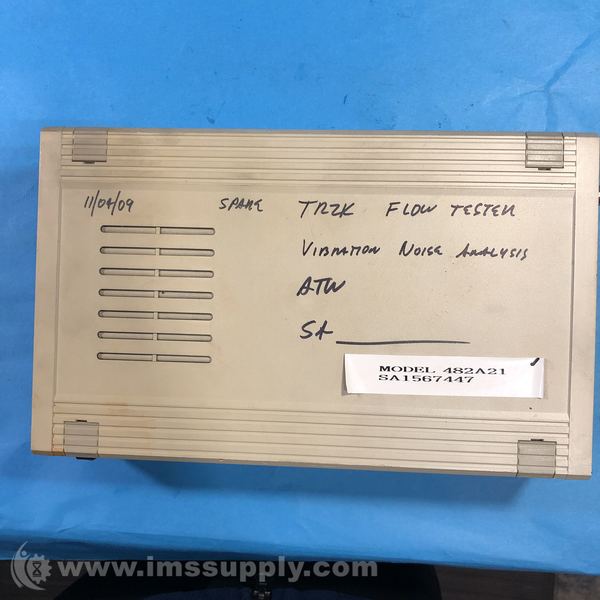 11/04/09 SPARE TRZK FLOW TESTER
VIBRATION NOISE ANALYSIS
ATW
SA
MODEL 482A21
SA1567447
www.imssupply.com